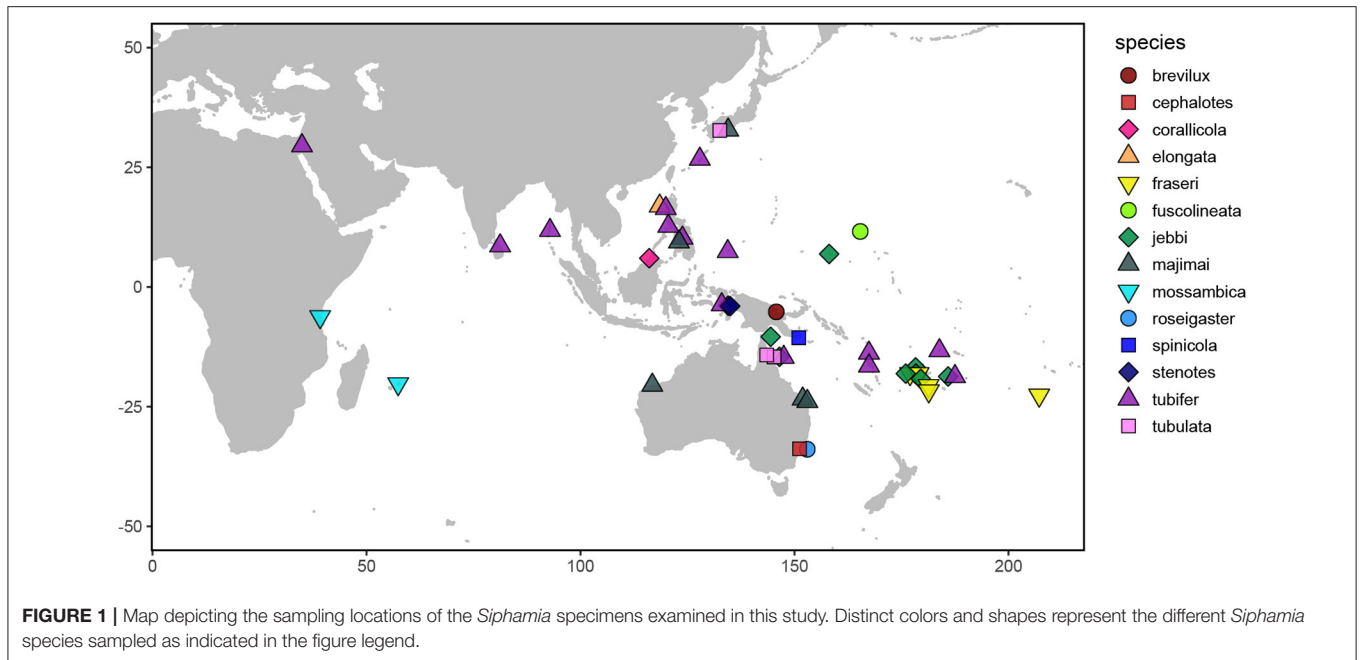 50
25
0
-25
-50
0
50
100
150
200
species
brevilux
cephalotes
corallicola
elongata
fraseri
fuscolineata
jebbi
majimai
mossambica
roseigaster
spinicola
stenotes
tubifer
tubulata
FIGURE 1 | Map depicting the sampling locations of the Siphamia specimens examined in this study. Distinct colors and shapes represent the different Siphamia
species sampled as indicated in the figure legend.